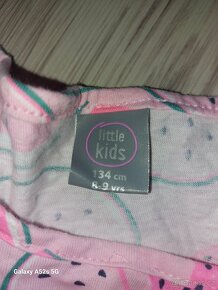 little
kids
134 cm
8-9 yrs
Galaxy A52s 5G